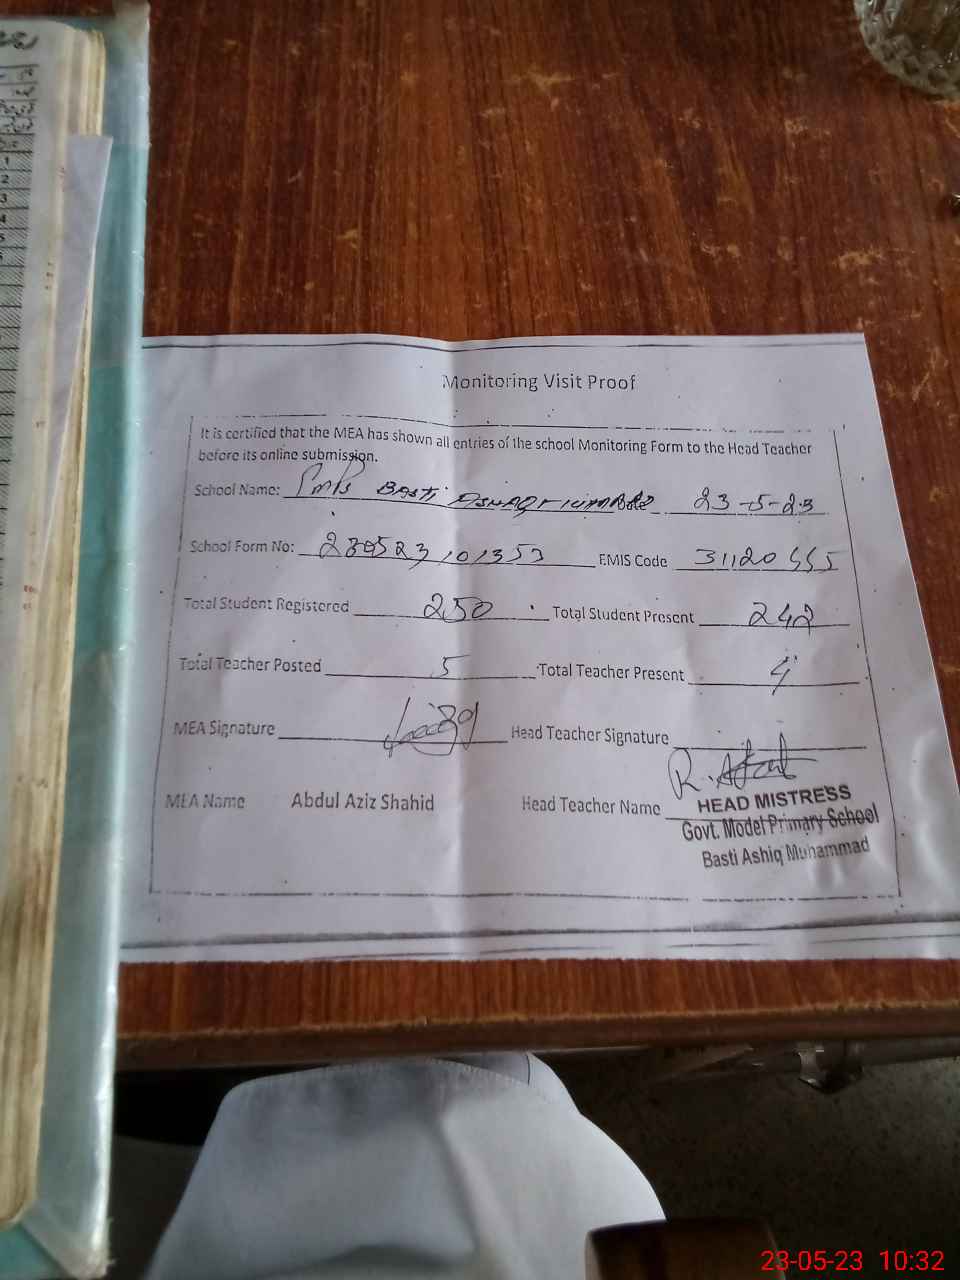 Monitoring Visit Proof
It is certified that the MEA has shown all entries of the school Monitoring Form to the Head Teacher
before its online submission.
School Name: GMPS BASTI 23-5-23
School Form No: 230523101353 EMIS Code 31120555
Total Student Registered 250 Total Student Present 242
Total Teacher Posted 5 Total Teacher Present 4
MEA Signature Head Teacher Signature
MEA Name Abdul Aziz Shahid Head Teacher Name
HEAD MISTRESS
Govt. Model Primary School
Basti Ashiq Muhammad
23-05-23 10:32